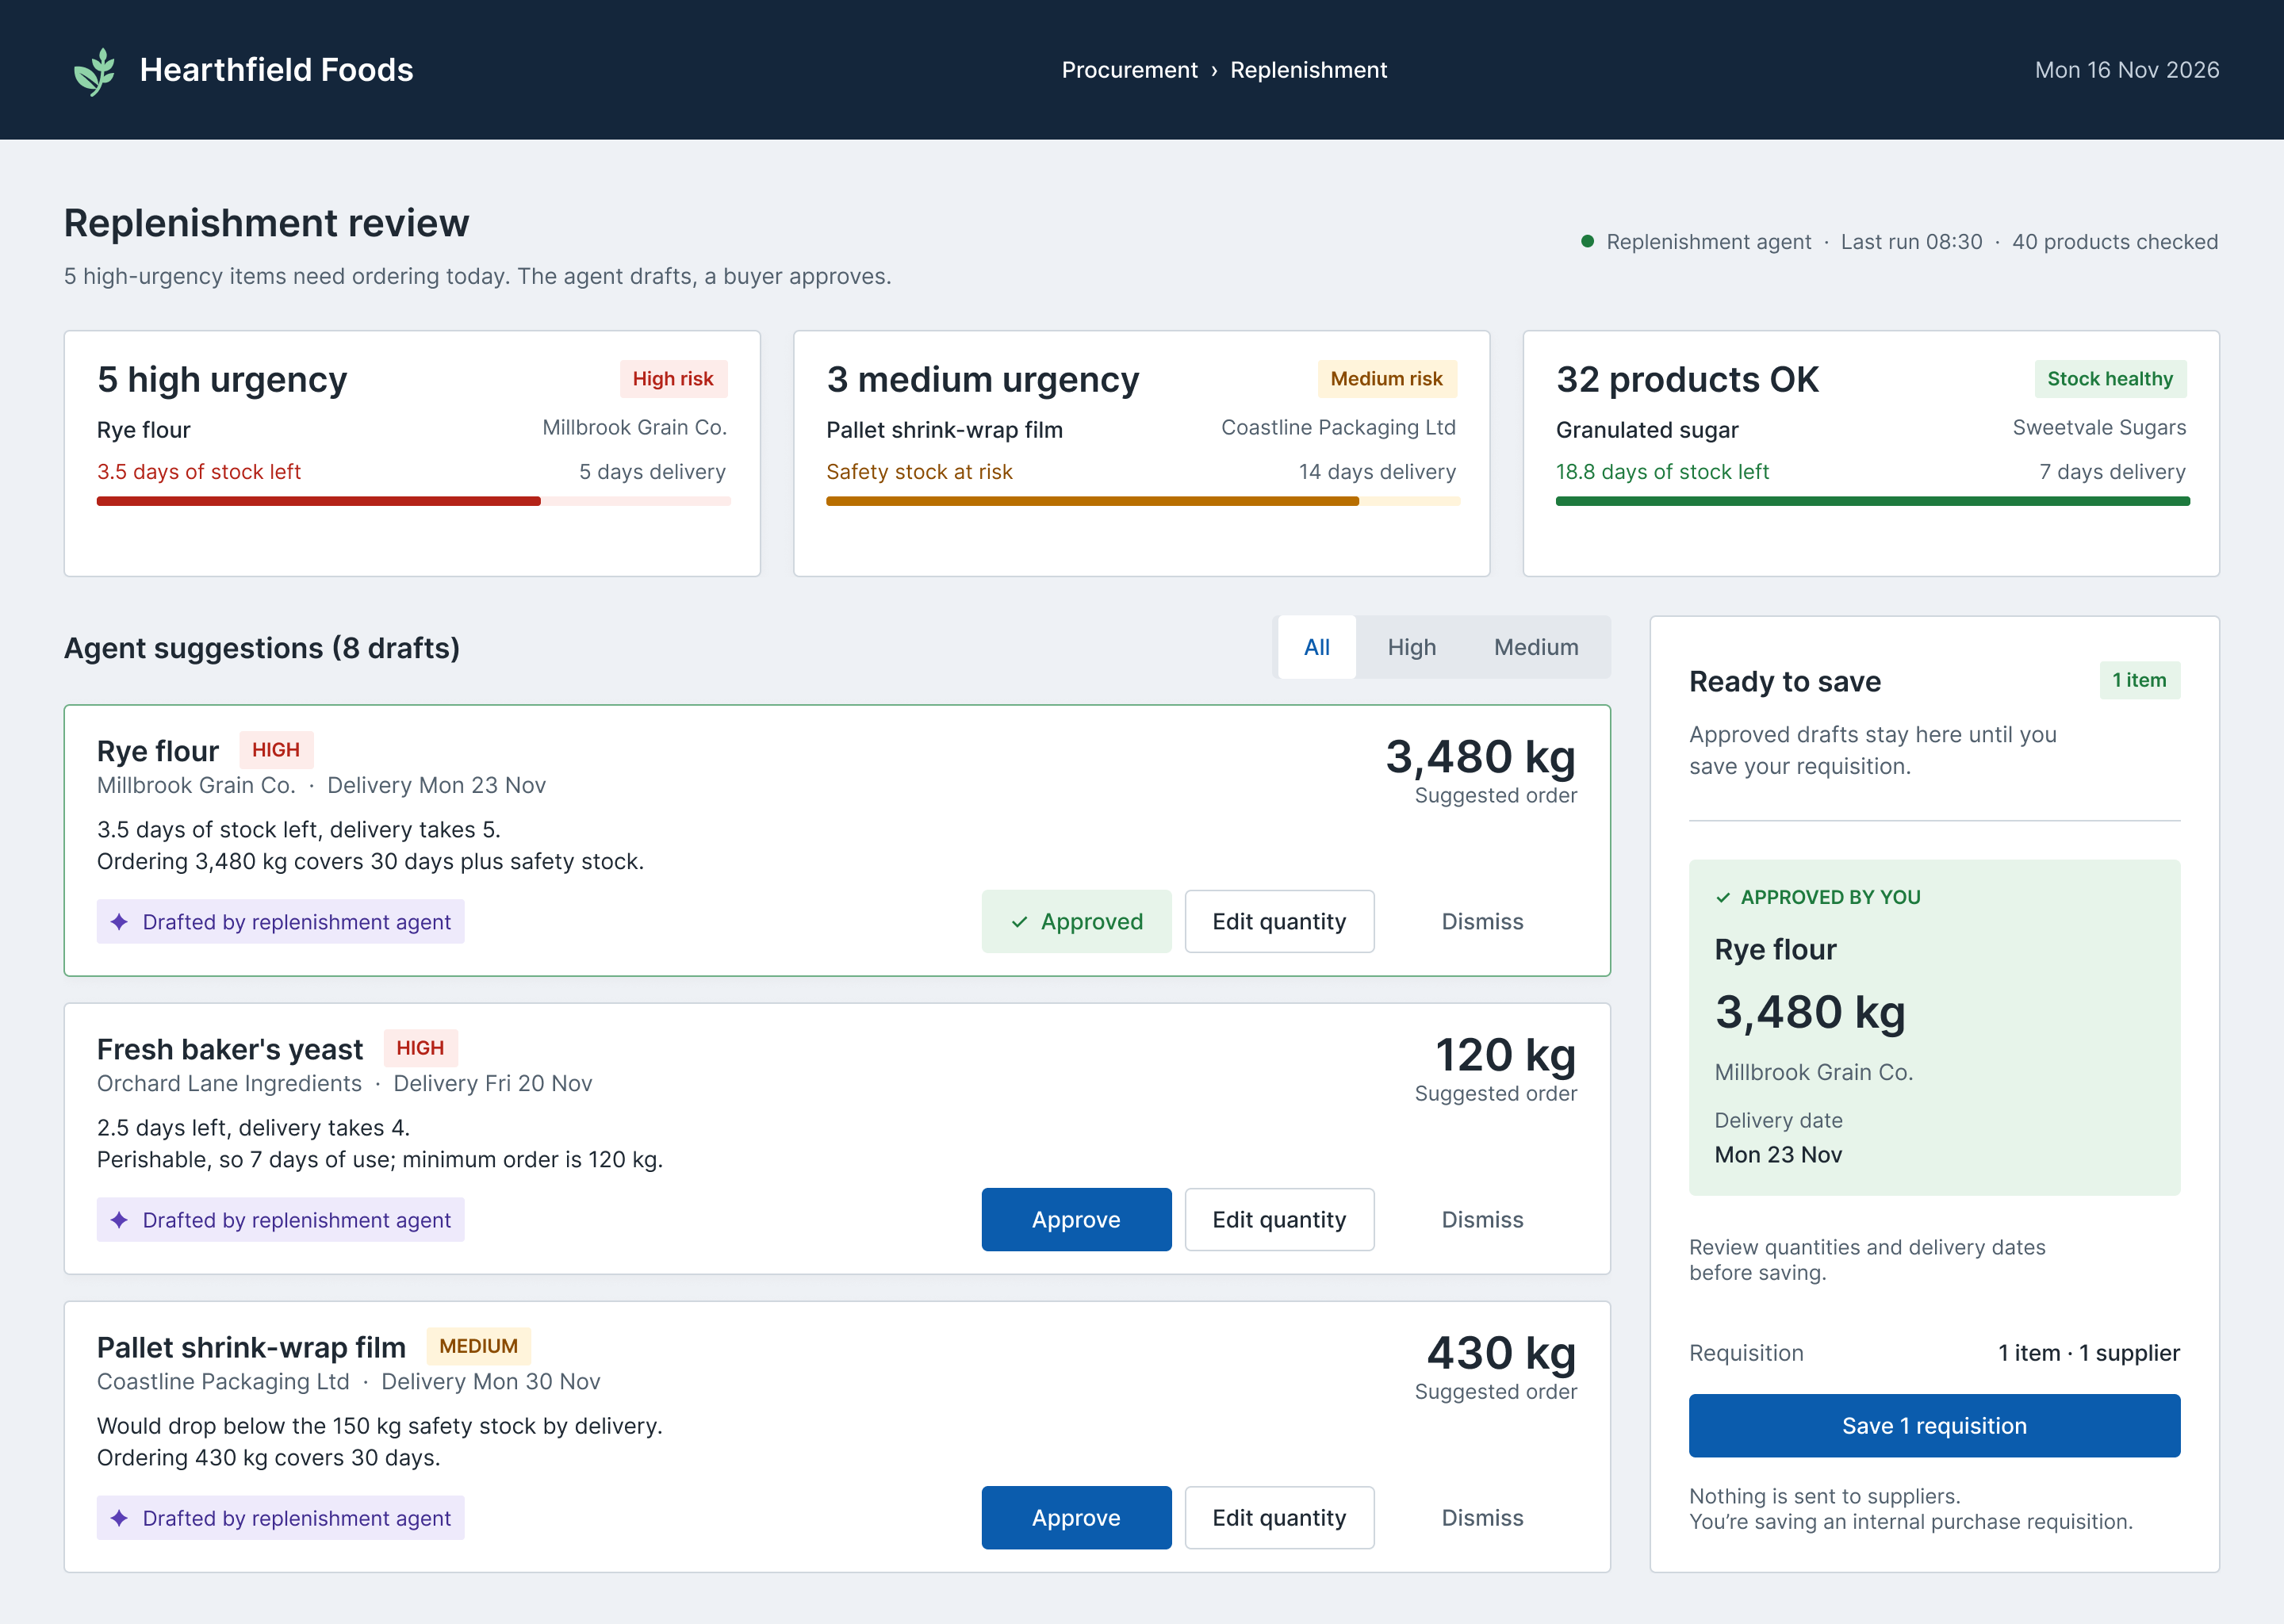 Hearthfield Foods
Procurement › Replenishment
Mon 16 Nov 2026
Replenishment review
5 high-urgency items need ordering today. The agent drafts, a buyer approves.
Replenishment agent · Last run 08:30 · 40 products checked
5 high urgency
High risk
Rye flour
Millbrook Grain Co.
3.5 days of stock left
5 days delivery
3 medium urgency
Medium risk
Pallet shrink-wrap film
Coastline Packaging Ltd
Safety stock at risk
14 days delivery
32 products OK
Stock healthy
Granulated sugar
Sweetvale Sugars
18.8 days of stock left
7 days delivery
Agent suggestions (8 drafts)
All
High
Medium
Rye flour
HIGH
Millbrook Grain Co. · Delivery Mon 23 Nov
3,480 kg
Suggested order
3.5 days of stock left, delivery takes 5.
Ordering 3,480 kg covers 30 days plus safety stock.
Drafted by replenishment agent
✓ Approved
Edit quantity
Dismiss
Fresh baker's yeast
HIGH
Orchard Lane Ingredients · Delivery Fri 20 Nov
120 kg
Suggested order
2.5 days left, delivery takes 4.
Perishable, so 7 days of use; minimum order is 120 kg.
Drafted by replenishment agent
Approve
Edit quantity
Dismiss
Pallet shrink-wrap film
MEDIUM
Coastline Packaging Ltd · Delivery Mon 30 Nov
430 kg
Suggested order
Would drop below the 150 kg safety stock by delivery.
Ordering 430 kg covers 30 days.
Drafted by replenishment agent
Approve
Edit quantity
Dismiss
Ready to save
1 item
Approved drafts stay here until you
save your requisition.
✓ APPROVED BY YOU
Rye flour
3,480 kg
Millbrook Grain Co.
Delivery date
Mon 23 Nov
Review quantities and delivery dates
before saving.
Requisition
1 item · 1 supplier
Save 1 requisition
Nothing is sent to suppliers.
You’re saving an internal purchase requisition.